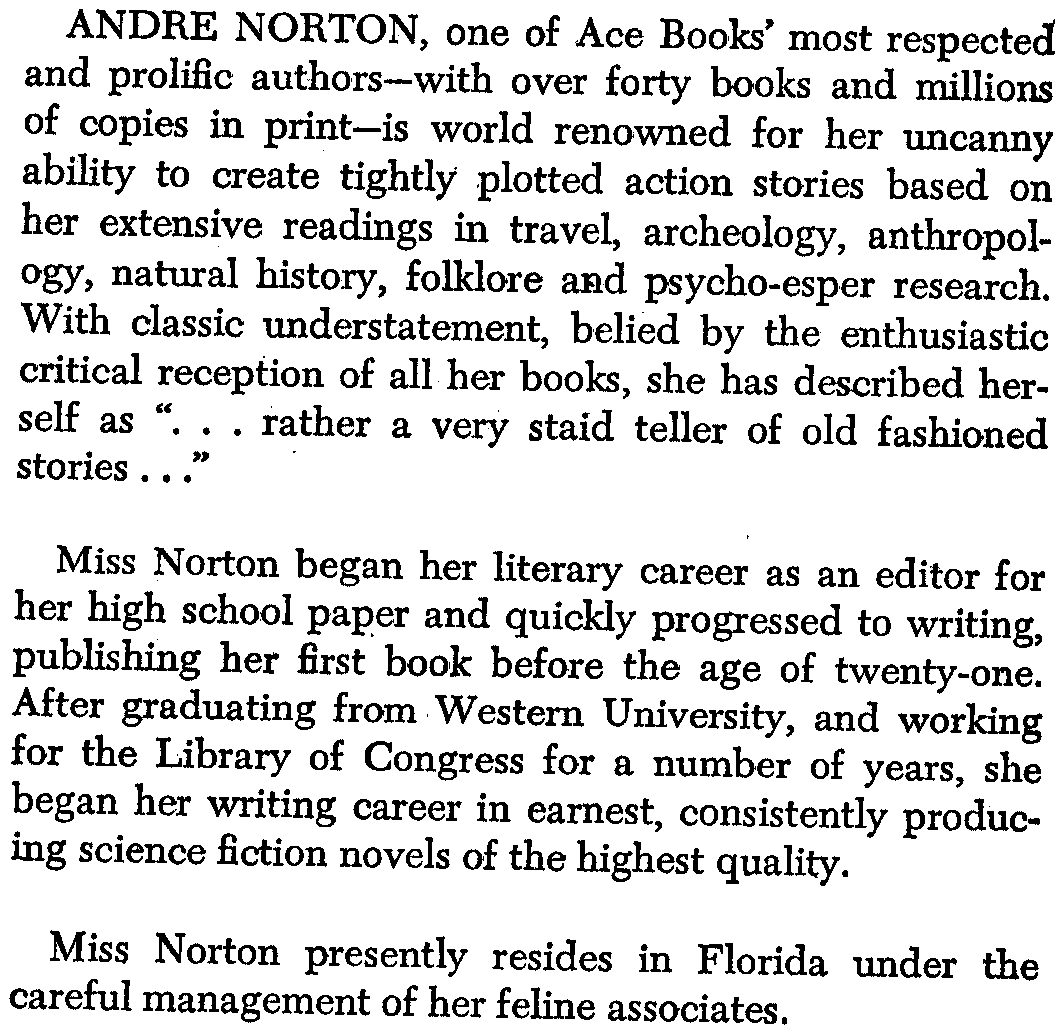 ANDRE NORTON, one of Ace Books' most respected
and prolific authors—with over forty books and millions
of copies in print—is world renowned for her uncanny
ability to create tightly plotted action stories based on
her extensive readings in travel, archeology, anthropol-
ogy, natural history, folklore and psycho-esper research.
With classic understatement, belied by the enthusiastic
critical reception of all her books, she has described her-
self as “. . . rather a very staid teller of old fashioned
stories . . .”

Miss Norton began her literary career as an editor for
her high school paper and quickly progressed to writing,
publishing her first book before the age of twenty-one.
After graduating from Western University, and working
for the Library of Congress for a number of years, she
began her writing career in earnest, consistently produc-
ing science fiction novels of the highest quality.

Miss Norton presently resides in Florida under the
careful management of her feline associates.